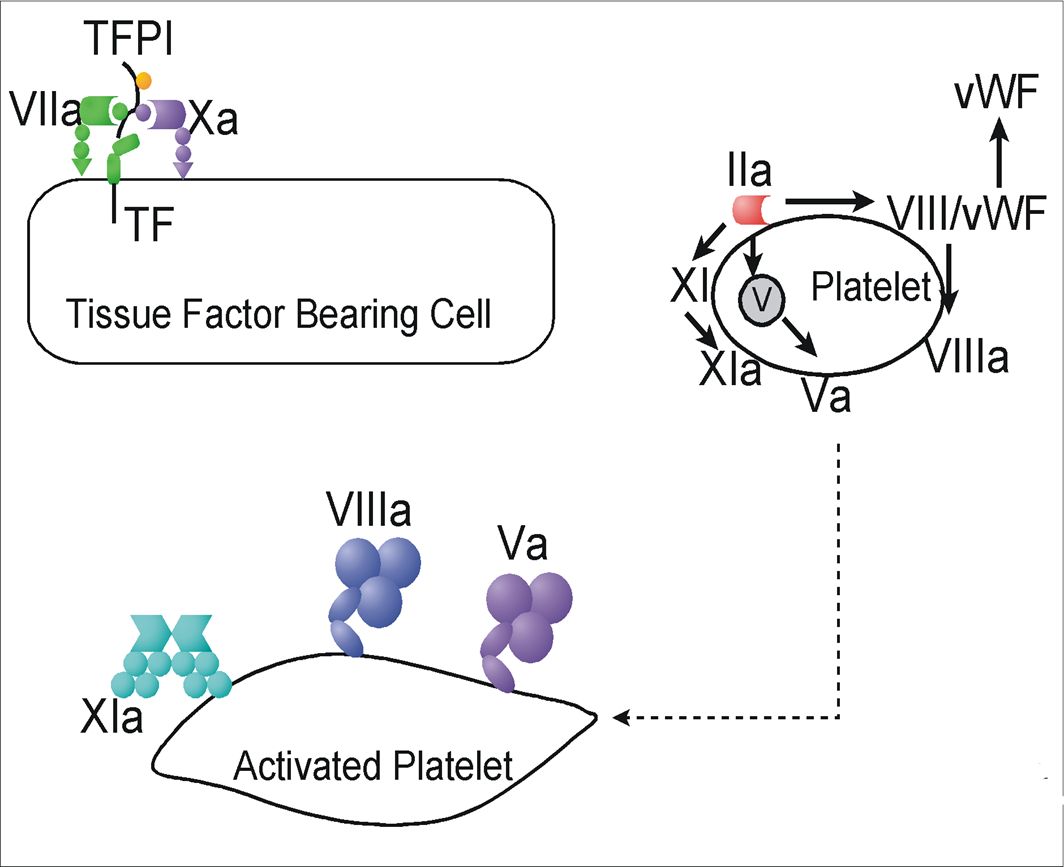 TFPI
VIIa
Xa
TF
Tissue Factor Bearing Cell
vWF
IIa
VIII/vWF
XI
V
Platelet
XIa
Va
VIIIa
VIIIa
Va
XIa
Activated Platelet